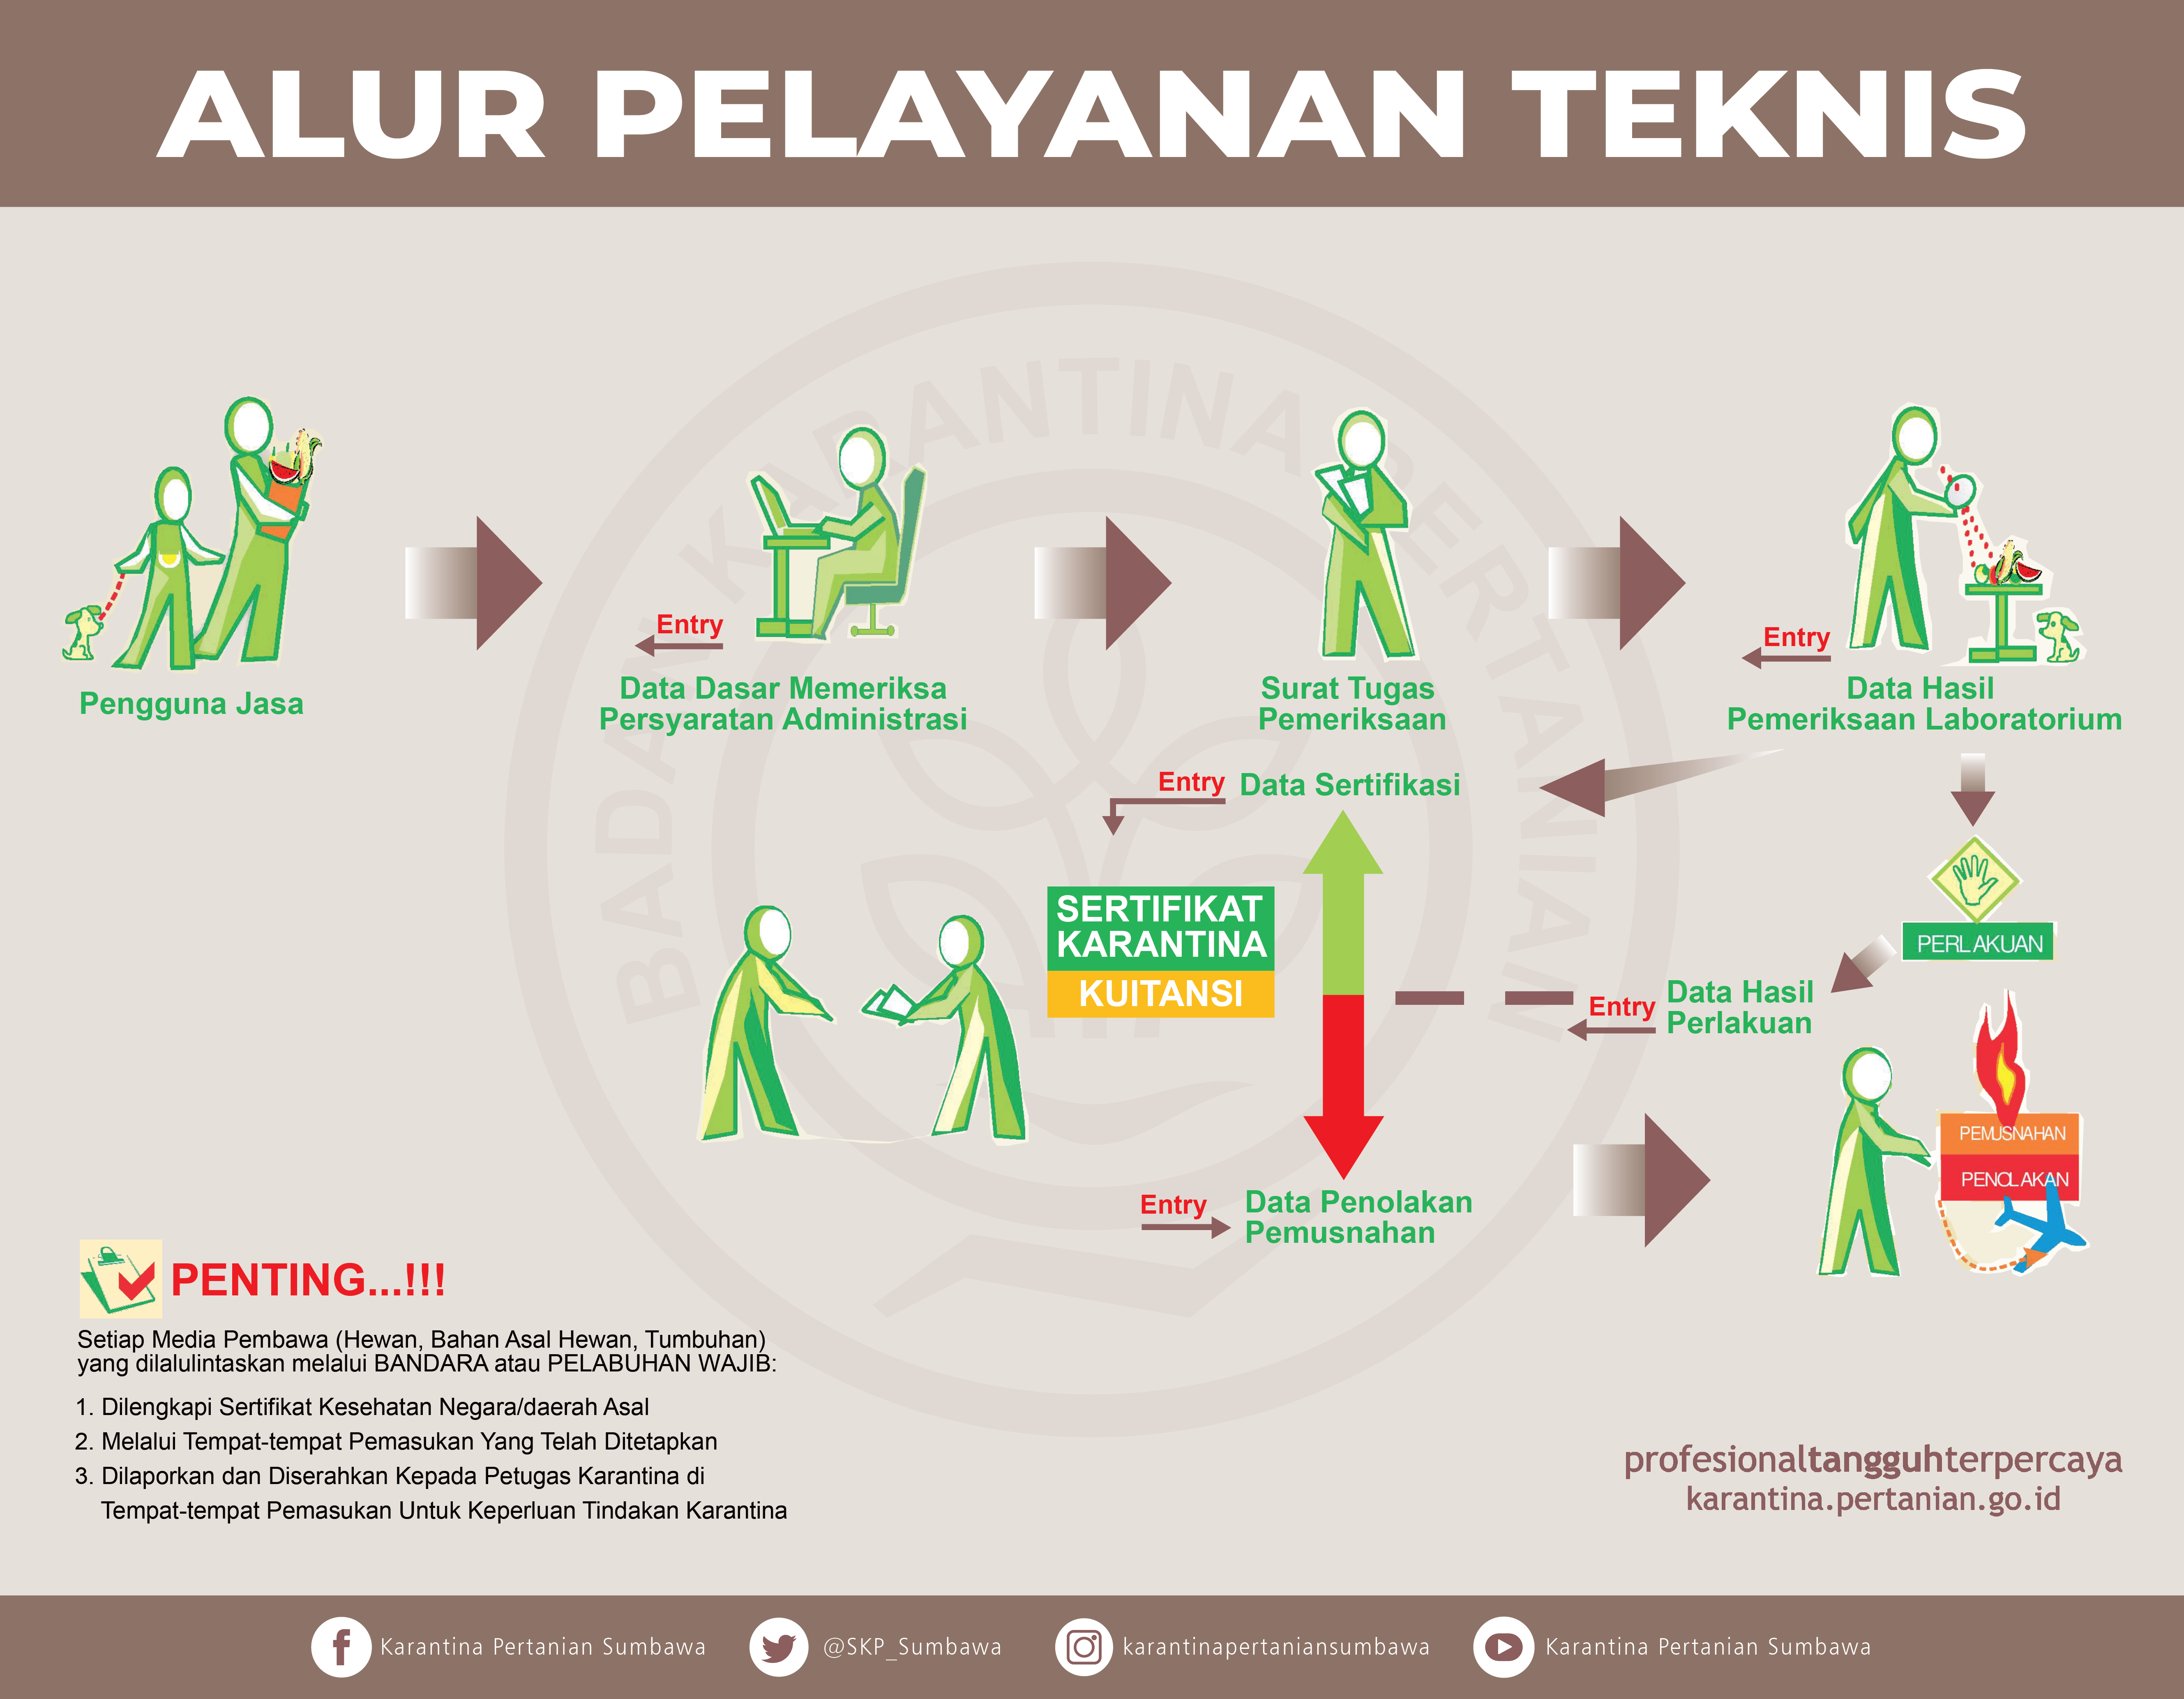 ALUR PELAYANAN TEKNIS
BADAN KARANTINA PERTANIAN
Pengguna Jasa
Entry
Data Dasar Memeriksa
Persyaratan Administrasi
Surat Tugas
Pemeriksaan
Entry
Data Hasil
Pemeriksaan Laboratorium
Entry
Data Sertifikasi
SERTIFIKAT
KARANTINA
KUITANSI
PERLAKUAN
Entry
Data Hasil
Perlakuan
PEMUSNAHAN
PENOLAKAN
Entry
Data Penolakan
Pemusnahan
PENTING...!!!
Setiap Media Pembawa (Hewan, Bahan Asal Hewan, Tumbuhan)
yang dilalulintaskan melalui BANDARA atau PELABUHAN WAJIB:
1. Dilengkapi Sertifikat Kesehatan Negara/daerah Asal
2. Melalui Tempat-tempat Pemasukan Yang Telah Ditetapkan
3. Dilaporkan dan Diserahkan Kepada Petugas Karantina di
Tempat-tempat Pemasukan Untuk Keperluan Tindakan Karantina
profesionaltangguhterpercaya
karantina.pertanian.go.id
Karantina Pertanian Sumbawa
@SKP_Sumbawa
karantinapertaniansumbawa
Karantina Pertanian Sumbawa